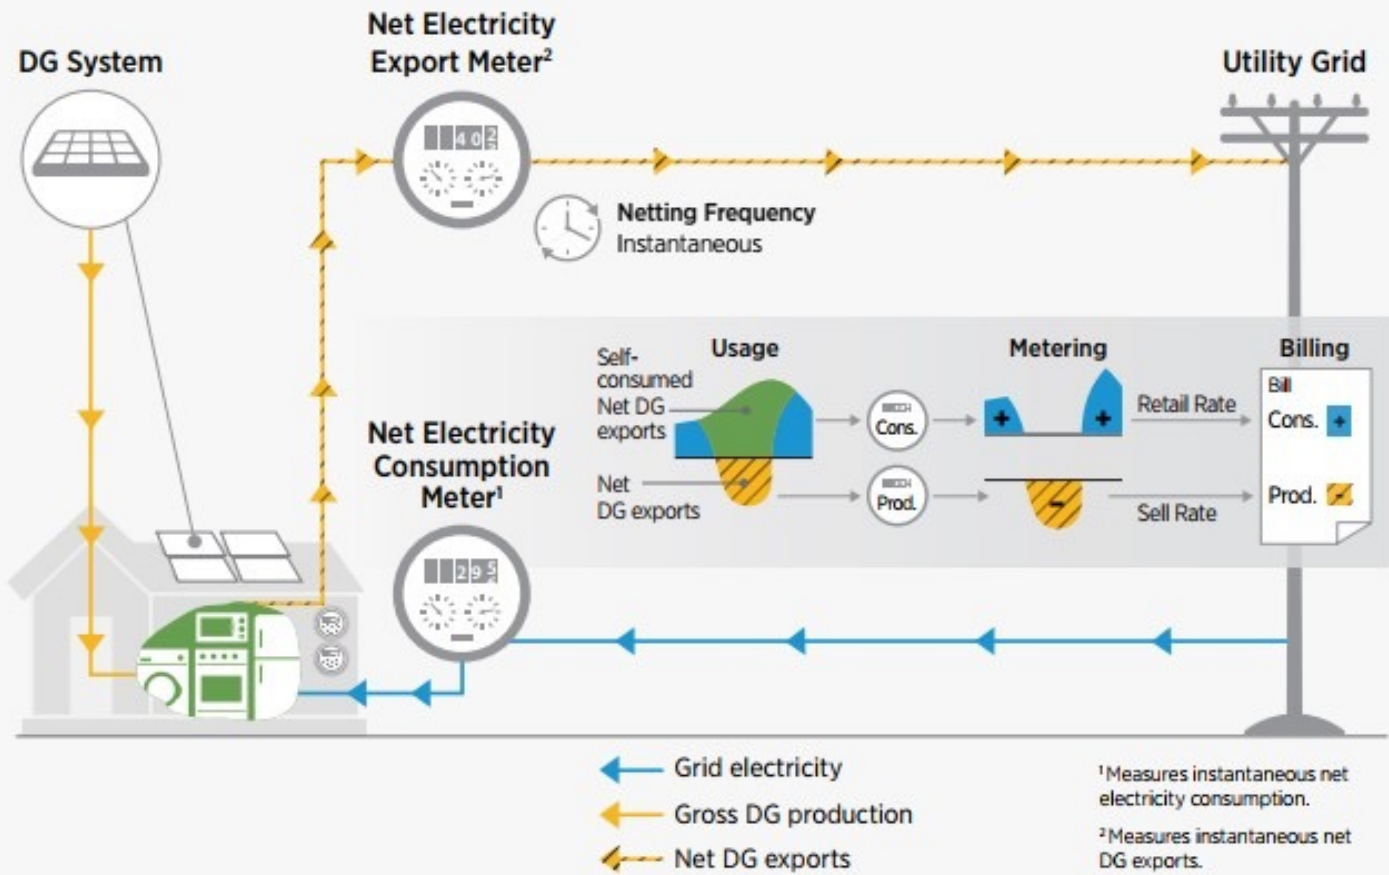 DG System
Net Electricity
Export Meter²
Utility Grid
402
Netting Frequency
Instantaneous
Usage
Metering
Billing
Self-
consumed
Net DG
exports
Net
DG exports
Cons.
Prod.
Retail Rate
Sell Rate
Bill
Cons. +
Prod. -
+ +
-
Net Electricity
Consumption
Meter¹
295
Grid electricity
Gross DG production
Net DG exports
¹Measures instantaneous net
electricity consumption.
²Measures instantaneous net
DG exports.